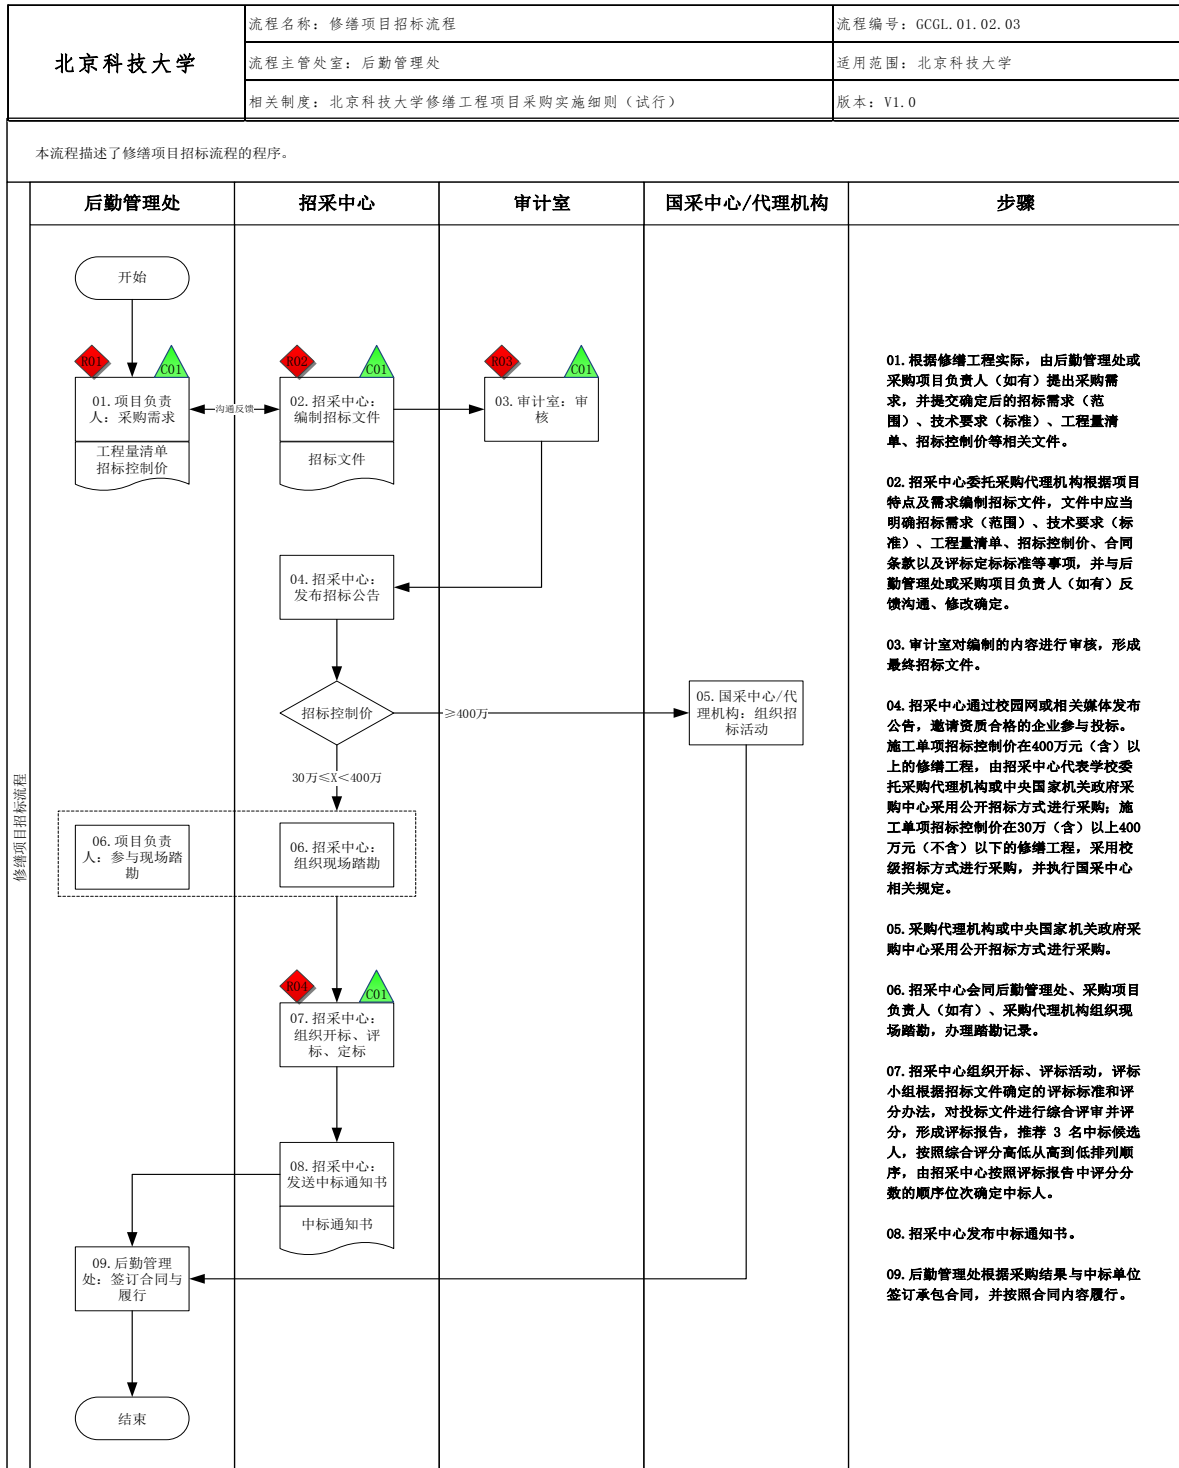 北京科技大学
流程名称：修缮项目招标流程
流程编号：GCGL.01.02.03
流程主管处室：后勤管理处
适用范围：北京科技大学
相关制度：北京科技大学修缮工程项目采购实施细则（试行）
版本：V1.0
本流程描述了修缮项目招标流程的程序。
后勤管理处
招采中心
审计室
国采中心/代理机构
步骤
修缮项目招标流程
开始
R01
C01
01.项目负责
人：采购需求
工程量清单
招标控制价
沟通反馈
R02
C01
02.招采中心：
编制招标文件
招标文件
R03
C01
03.审计室：审
核
04.招采中心：
发布招标公告
招标控制价
≥400万
05.国采中心/代
理机构：组织招
标活动
30万≤X＜400万
06.项目负责
人：参与现场踏
勘
06.招采中心：
组织现场踏勘
R04
C01
07.招采中心：
组织开标、评
标、定标
08.招采中心：
发送中标通知书
中标通知书
09.后勤管理
处：签订合同与
履行
结束
01.根据修缮工程实际，由后勤管理处或
采购项目负责人（如有）提出采购需
求，并提交确定后的招标需求（范
围）、技术要求（标准）、工程量清
单、招标控制价等相关文件。
02.招采中心委托采购代理机构根据项目
特点及需求编制招标文件，文件中应当
明确招标需求（范围）、技术要求（标
准）、工程量清单、招标控制价、合同
条款以及评标定标标准等事项，并与后
勤管理处或采购项目负责人（如有）反
馈沟通、修改确定。
03.审计室对编制的内容进行审核，形成
最终招标文件。
04.招采中心通过校园网或相关媒体发布
公告，邀请资质合格的企业参与投标。
施工单项招标控制价在400万元（含）以
上的修缮工程，由招采中心代表学校委
托采购代理机构或中央国家机关政府采
购中心采用公开招标方式进行采购；施
工单项招标控制价在30万（含）以上400
万元（不含）以下的修缮工程，采用校
级招标方式进行采购，并执行国采中心
相关规定。
05.采购代理机构或中央国家机关政府采
购中心采用公开招标方式进行采购。
06.招采中心会同后勤管理处、采购项目
负责人（如有）、采购代理机构组织现
场踏勘，办理踏勘记录。
07.招采中心组织开标、评标活动，评标
小组根据招标文件确定的评标标准和评
分办法，对投标文件进行综合评审并评
分，形成评标报告，推荐 3 名中标候选
人，按照综合评分高低从高到低排列顺
序，由招采中心按照评标报告中评分分
数的顺序位次确定中标人。
08.招采中心发布中标通知书。
09.后勤管理处根据采购结果与中标单位
签订承包合同，并按照合同内容履行。